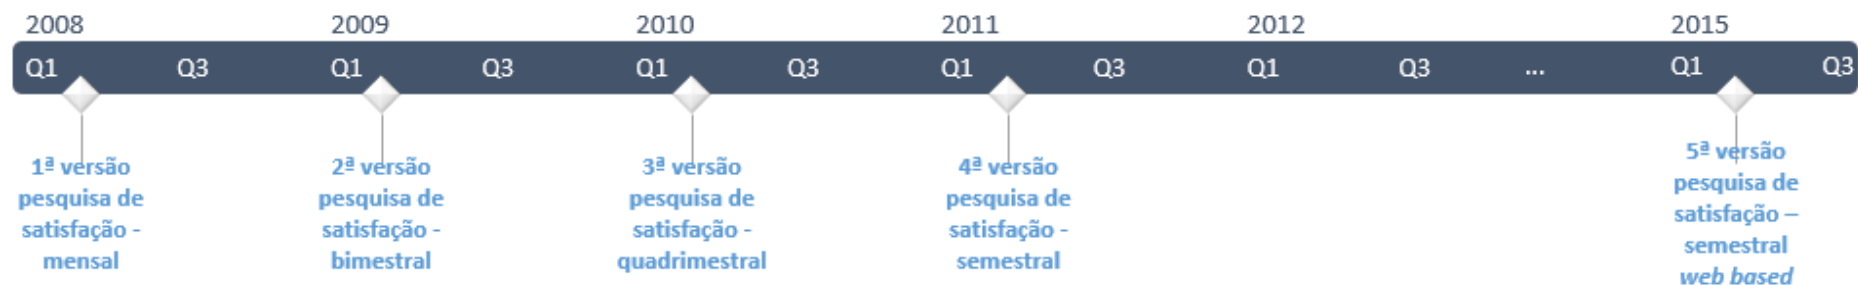 2008 2009 2010 2011 2012 2015
Q1 Q3 Q1 Q3 Q1 Q3 Q1 Q3 Q1 Q3 ... Q1 Q3
1ª versão
pesquisa de
satisfação -
mensal
2ª versão
pesquisa de
satisfação -
bimestral
3ª versão
pesquisa de
satisfação -
quadrimestral
4ª versão
pesquisa de
satisfação -
semestral
5ª versão
pesquisa de
satisfação –
semestral
web based